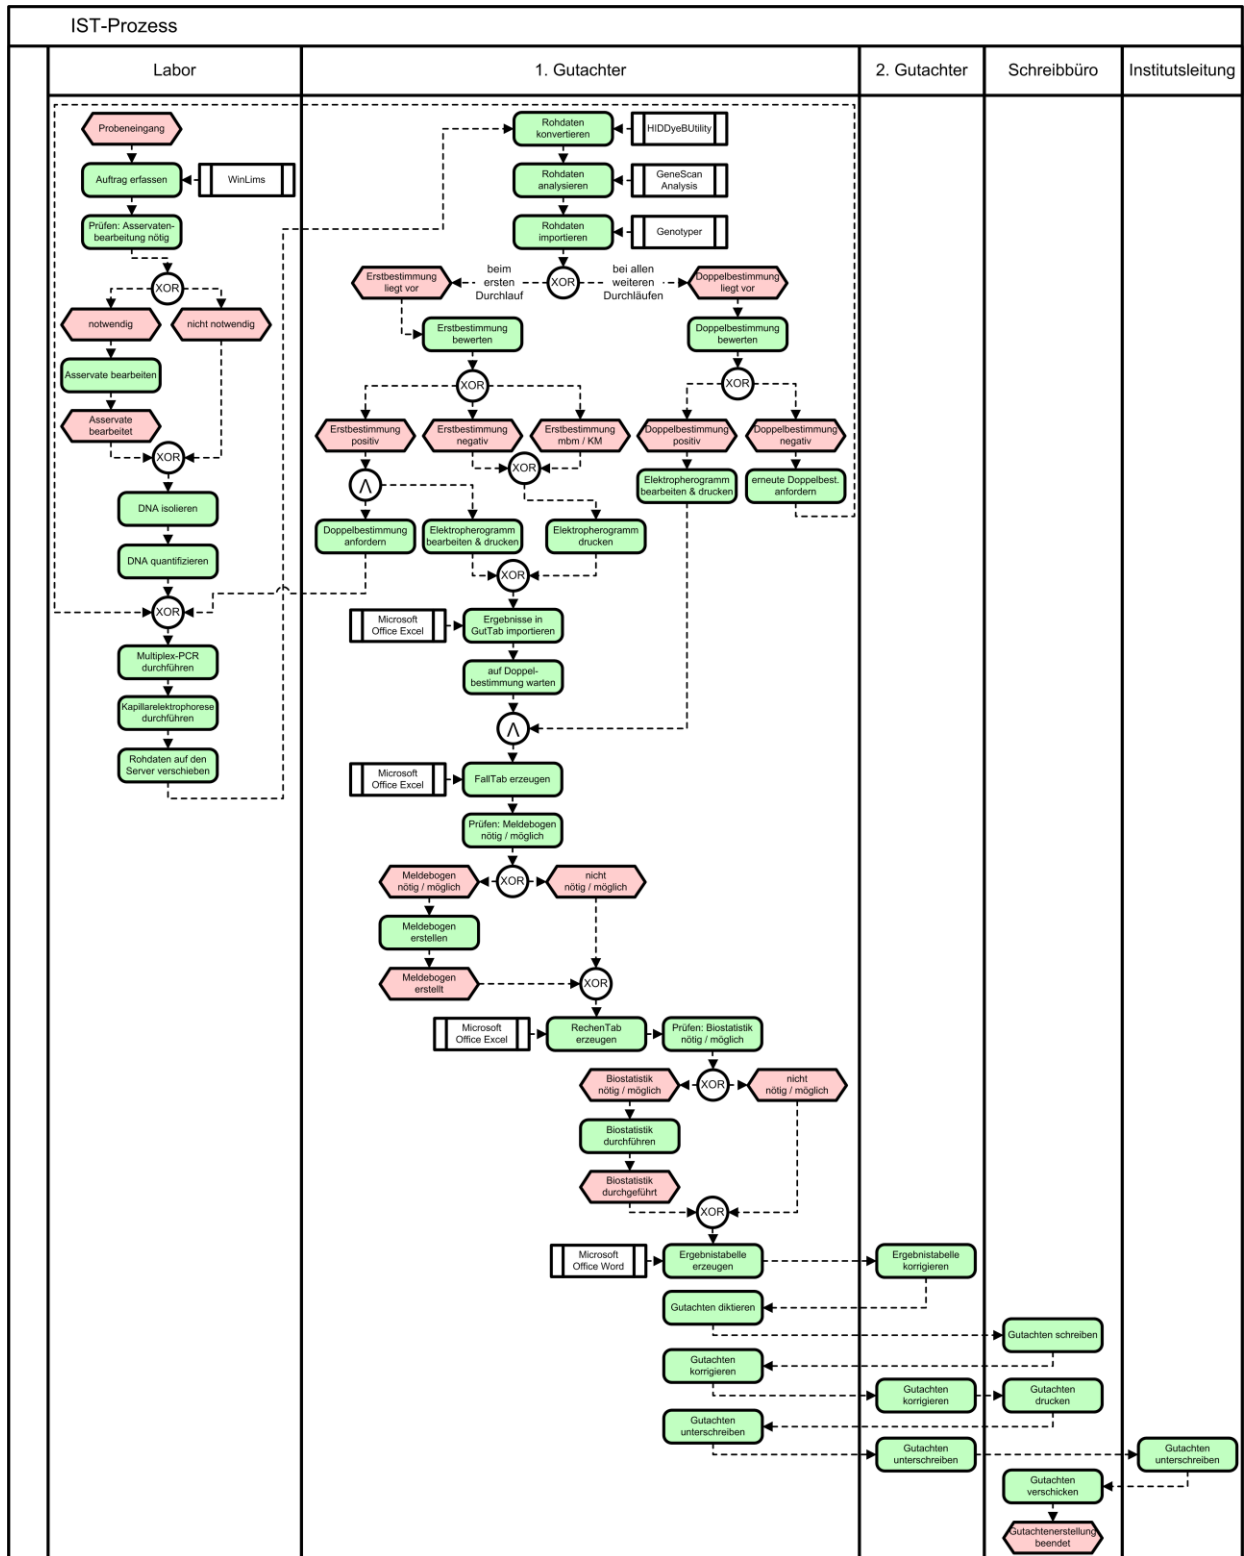 IST-Prozess
Labor
1. Gutachter
2. Gutachter
Schreibbüro
Institutsleitung
Probeneingang
Auftrag erfassen
WinLims
Prüfen: Asservaten-
bearbeitung nötig
XOR
notwendig
nicht notwendig
Asservate bearbeiten
Asservate
bearbeitet
XOR
DNA isolieren
DNA quantifizieren
XOR
Multiplex-PCR
durchführen
Kapillarelektrophorese
durchführen
Rohdaten auf den
Server verschieben
Rohdaten
konvertieren
HIDDyeBUtility
Rohdaten
analysieren
GeneScan
Analysis
Rohdaten
importieren
Genotyper
Erstbestimmung
liegt vor
beim
ersten
Durchlauf
XOR
bei allen
weiteren
Durchläufen
Doppelbestimmung
liegt vor
Erstbestimmung
bewerten
Doppelbestimmung
bewerten
XOR
XOR
Erstbestimmung
positiv
Erstbestimmung
negativ
Erstbestimmung
mbm / KM
Doppelbestimmung
positiv
Doppelbestimmung
negativ
XOR
Λ
Elektropherogramm
bearbeiten & drucken
erneute Doppelbest.
anfordern
Doppelbestimmung
anfordern
Elektropherogramm
bearbeiten & drucken
Elektropherogramm
drucken
XOR
Microsoft
Office Excel
Ergebnisse in
GutTab importieren
auf Doppel-
bestimmung warten
Λ
Microsoft
Office Excel
FallTab erzeugen
Prüfen: Meldebogen
nötig / möglich
Meldebogen
nötig / möglich
XOR
nicht
nötig / möglich
Meldebogen
erstellen
Meldebogen
erstellt
XOR
Microsoft
Office Excel
RechenTab
erzeugen
Prüfen: Biostatistik
nötig / möglich
Biostatistik
nötig / möglich
XOR
nicht
nötig / möglich
Biostatistik
durchführen
Biostatistik
durchgeführt
XOR
Microsoft
Office Word
Ergebnistabelle
erzeugen
Ergebnistabelle
korrigieren
Gutachten diktieren
Gutachten schreiben
Gutachten
korrigieren
Gutachten
korrigieren
Gutachten
drucken
Gutachten
unterschreiben
Gutachten
unterschreiben
Gutachten
unterschreiben
Gutachten
verschicken
Gutachtenerstellung
beendet